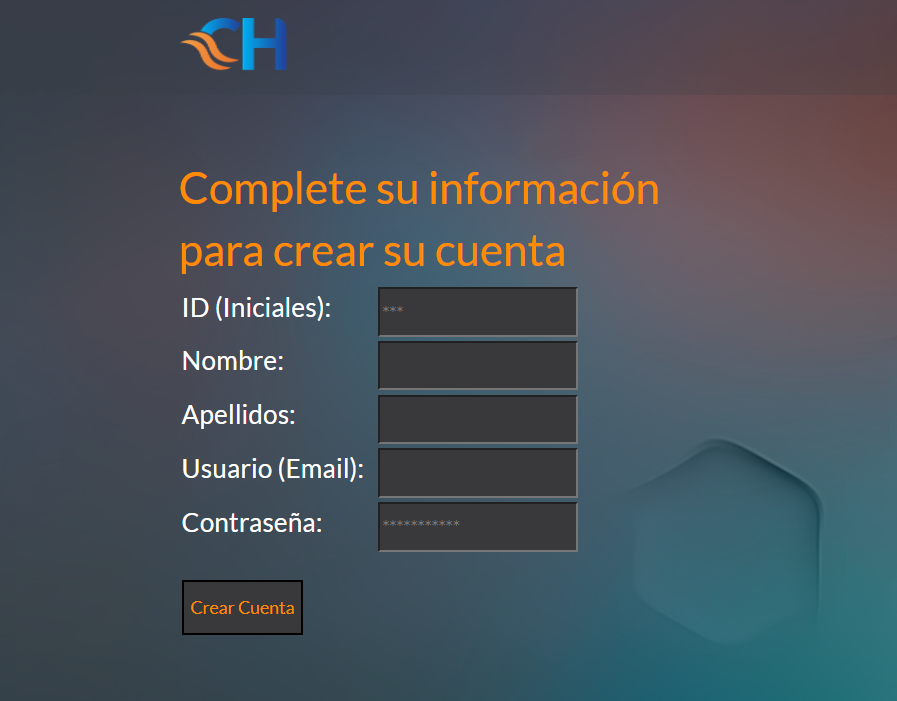 CH
Complete su información
para crear su cuenta
ID (Iniciales): ***
Nombre:
Apellidos:
Usuario (Email):
Contraseña: ***********
Crear Cuenta